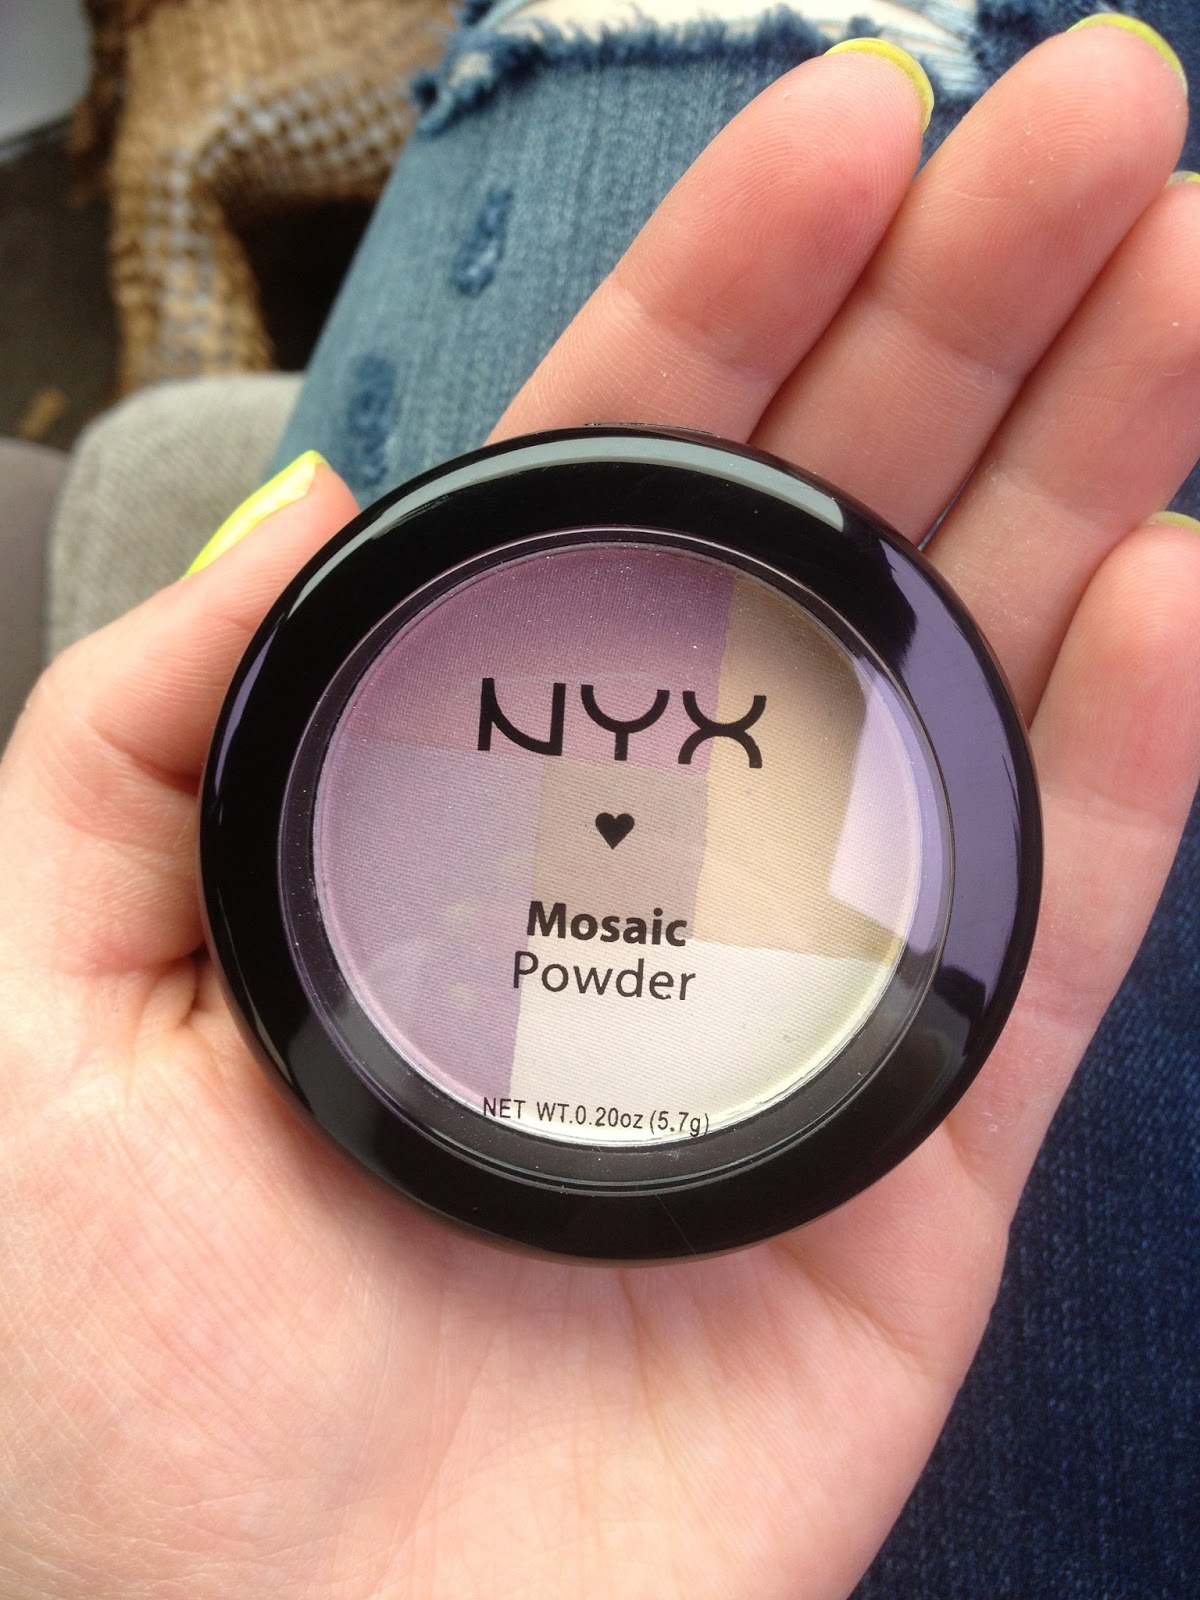 NYX
♥
Mosaic
Powder
NET WT.0.20oz (5.7g)